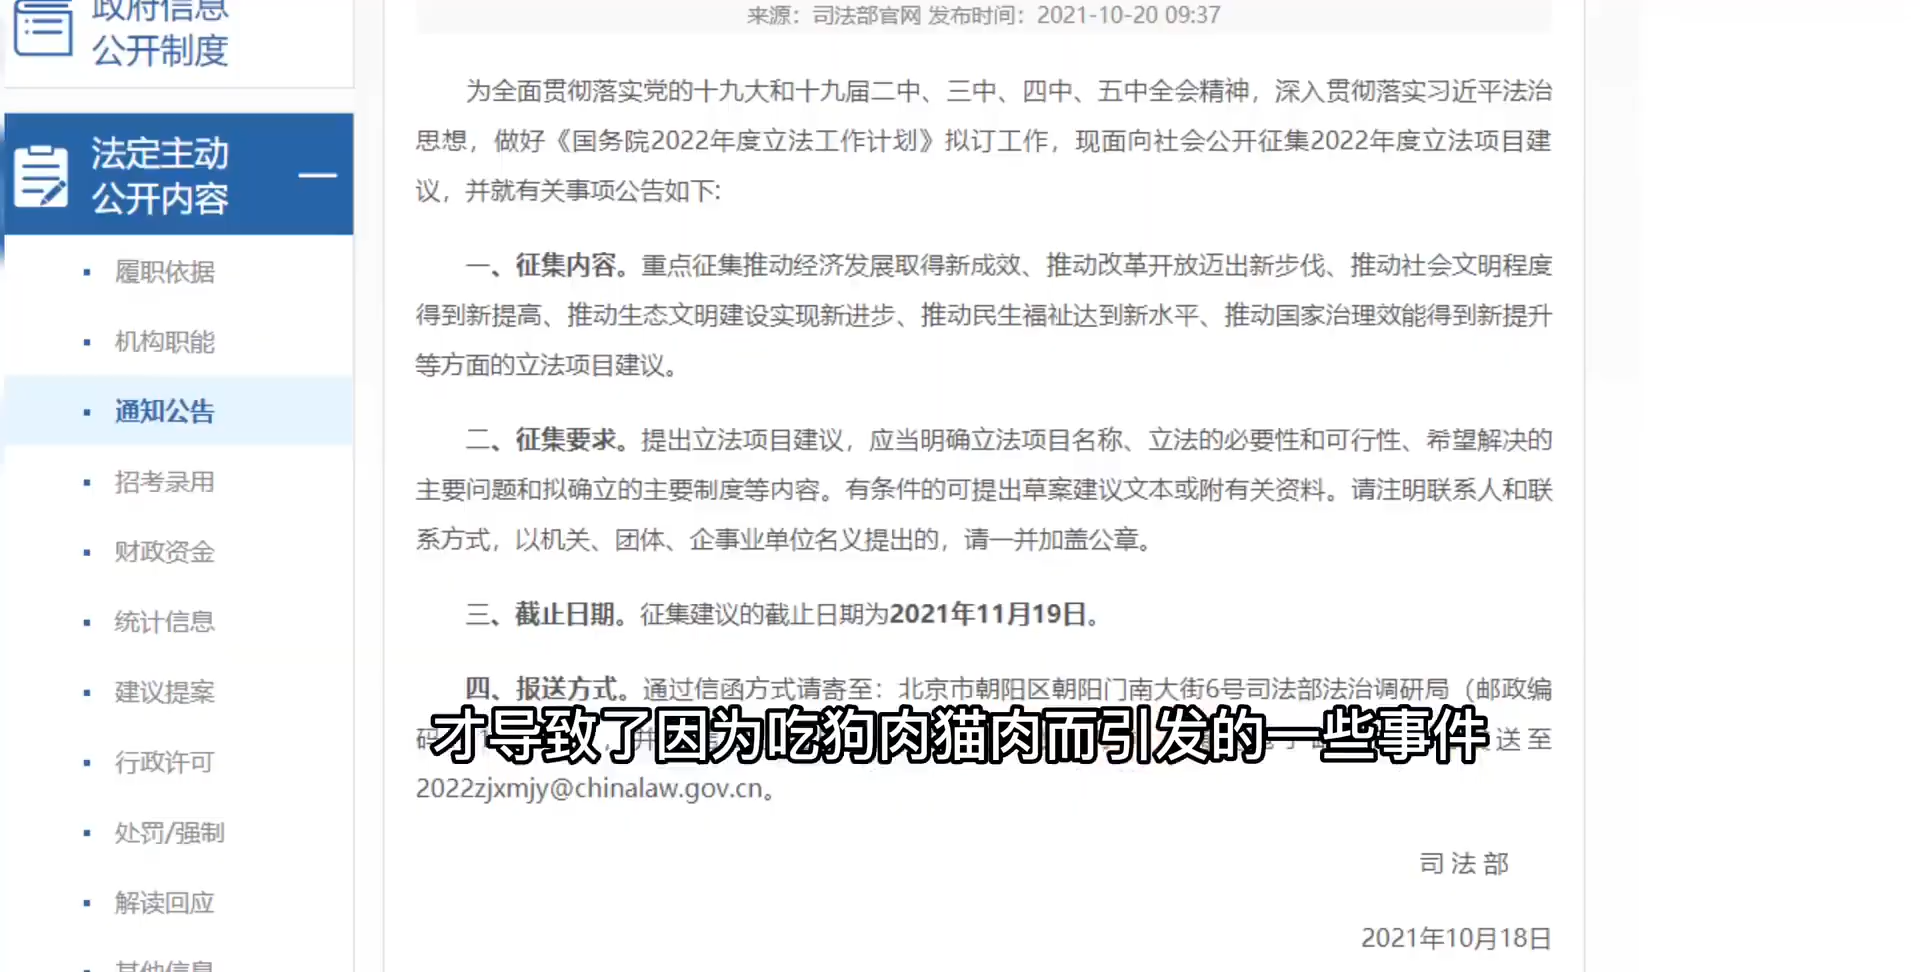 政府信息
公开制度
法定主动
公开内容
履职依据
机构职能
通知公告
招考录用
财政资金
统计信息
建议提案
行政许可
处罚/强制
解读回应
其他信息
来源：司法部官网 发布时间：2021-10-20 09:37
为全面贯彻落实党的十九大和十九届二中、三中、四中、五中全会精神，深入贯彻落实习近平法治
思想，做好《国务院2022年度立法工作计划》拟订工作，现面向社会公开征集2022年度立法项目建
议，并就有关事项公告如下:
一、征集内容。重点征集推动经济发展取得新成效、推动改革开放迈出新步伐、推动社会文明程度
得到新提高、推动生态文明建设实现新进步、推动民生福祉达到新水平、推动国家治理效能得到新提升
等方面的立法项目建议。
二、征集要求。提出立法项目建议，应当明确立法项目名称、立法的必要性和可行性、希望解决的
主要问题和拟确立的主要制度等内容。有条件的可提出草案建议文本或附有关资料。请注明联系人和联
系方式，以机关、团体、企事业单位名义提出的，请一并加盖公章。
三、截止日期。征集建议的截止日期为2021年11月19日。
四、报送方式。通过信函方式请寄至：北京市朝阳区朝阳门南大街6号司法部法治调研局（邮政编
码 送至
才导致了因为吃狗肉猫肉而引发的一些事件
2022zjxmjy@chinalaw.gov.cn。
司 法 部
2021年10月18日